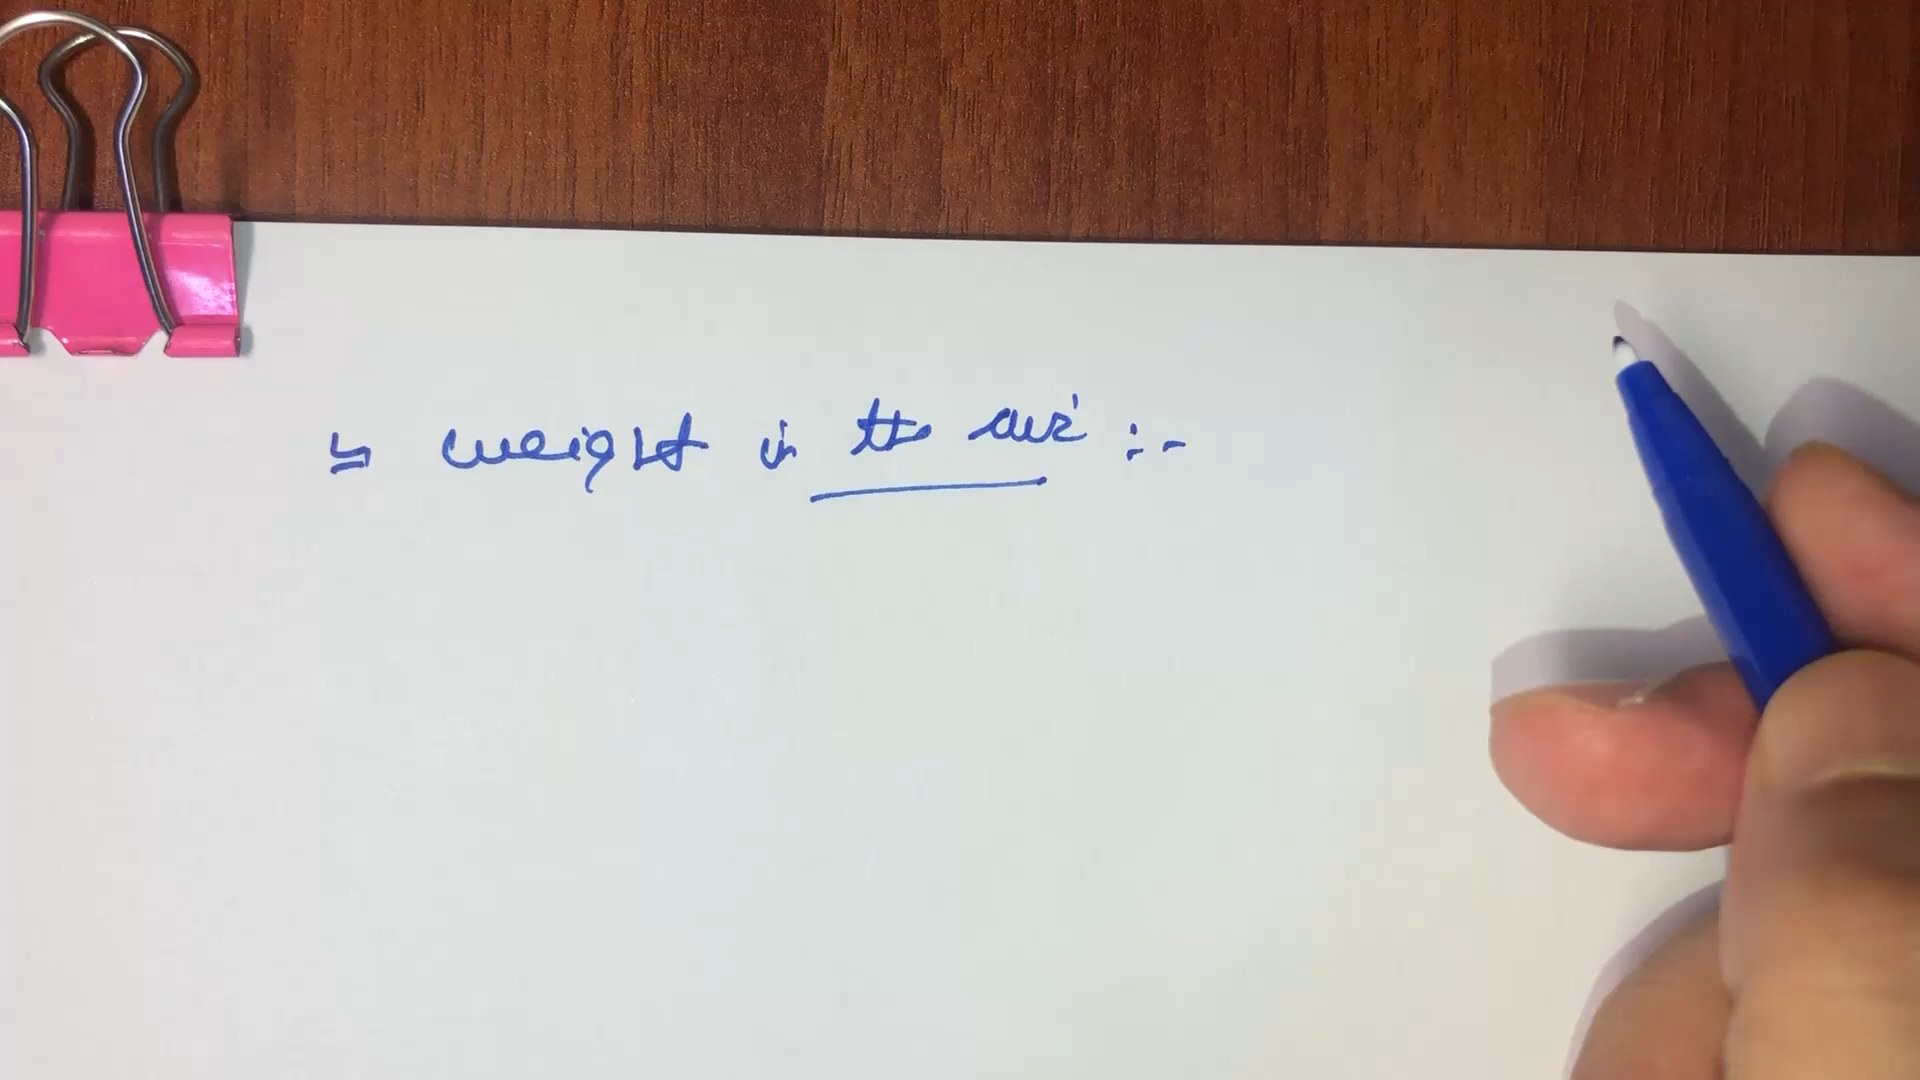 ↳ weight in the air :-